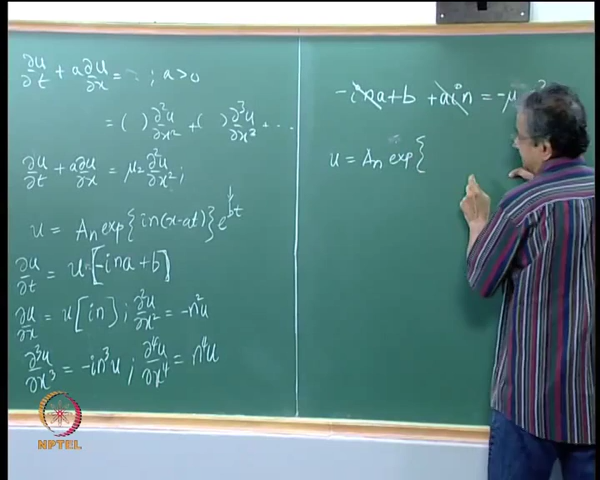 ∂u/∂t + a ∂u/∂x = ... ; a > 0
= ( ) ∂²u/∂x² + ( ) ∂³u/∂x³ + ...
∂u/∂t + a ∂u/∂x = μ₂ ∂²u/∂x² ;
u = Aₙ exp{in(x-at)} e^{bt}
∂u/∂t = u[-ina + b]
∂u/∂x = u[in] ; ∂²u/∂x² = -n²u
∂³u/∂x³ = -in³u ; ∂⁴u/∂x⁴ = n⁴u
-ina + b + ain = -μ
u = Aₙ exp{
NPTEL